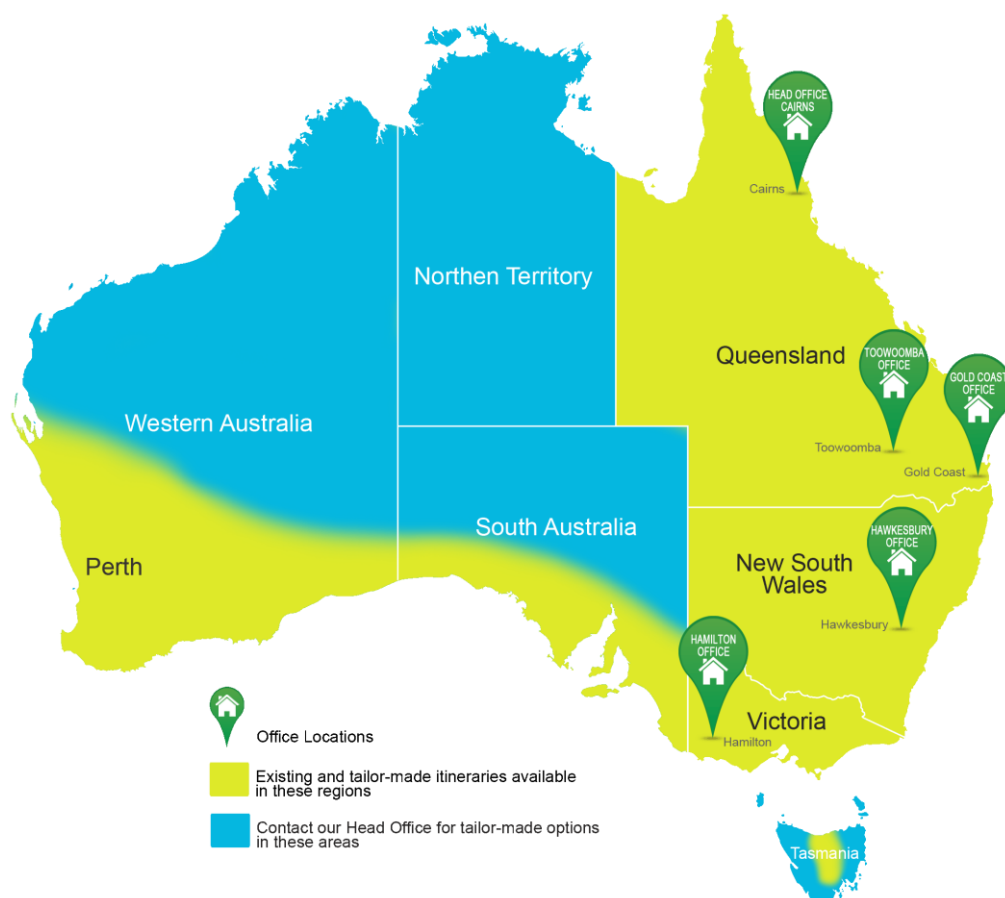 HEAD OFFICE
CAIRNS
Cairns
Northen Territory
Queensland
TOOWOOMBA
OFFICE
GOLD COAST
OFFICE
Western Australia
Toowoomba
Gold Coast
South Australia
HAWKESBURY
OFFICE
Perth
New South
Wales
Hawkesbury
HAMILTON
OFFICE
Victoria
Hamilton
Office Locations
Existing and tailor-made itineraries available
in these regions
Contact our Head Office for tailor-made options
in these areas
Tasmania